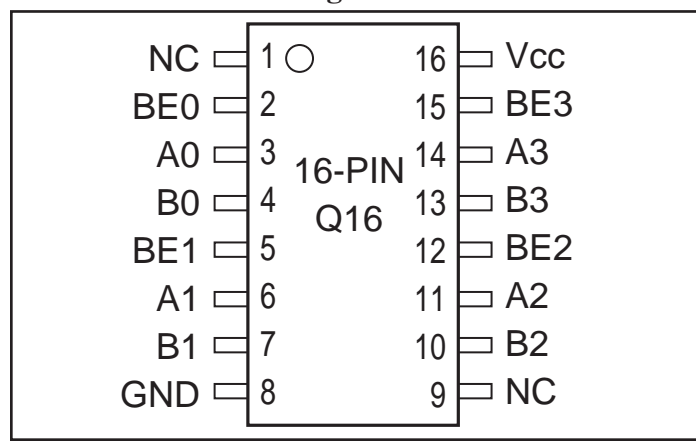 NC 1 16 Vcc
BE0 2 15 BE3
A0 3 14 A3
16-PIN
B0 4 13 B3
Q16
BE1 5 12 BE2
A1 6 11 A2
B1 7 10 B2
GND 8 9 NC